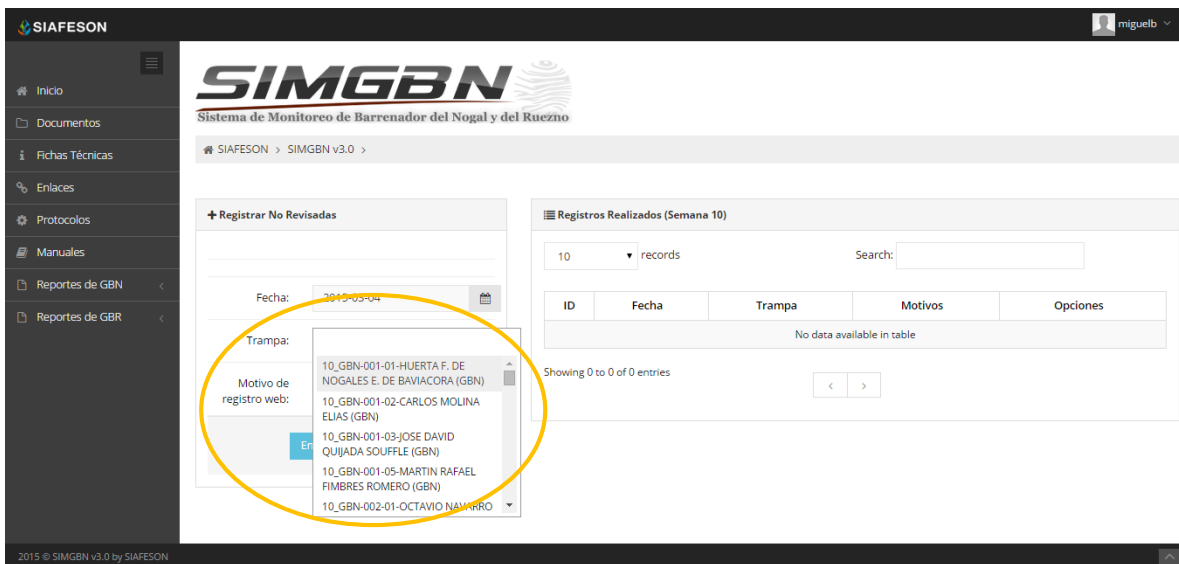 SIAFESON
miguelb
Inicio
Documentos
Fichas Técnicas
Enlaces
Protocolos
Manuales
Reportes de GBN
Reportes de GBR
SIMGBN
Sistema de Monitoreo de Barrenador del Nogal y del Ruezno
SIAFESON > SIMGBN v3.0 >
Registrar No Revisadas
Fecha:
2015-03-04
Trampa:
10_GBN-001-01-HUERTA F. DE
NOGALES E. DE BAVIACORA (GBN)
10_GBN-001-02-CARLOS MOLINA
ELIAS (GBN)
10_GBN-001-03-JOSE DAVID
QUIJADA SOUFFLE (GBN)
10_GBN-001-05-MARTIN RAFAEL
FIMBRES ROMERO (GBN)
10_GBN-002-01-OCTAVIO NAVARRO
Motivo de
registro web:
En
Registros Realizados (Semana 10)
10 records
Search:
ID Fecha Trampa Motivos Opciones
No data available in table
Showing 0 to 0 of 0 entries
< >
2015 © SIMGBN v3.0 by SIAFESON